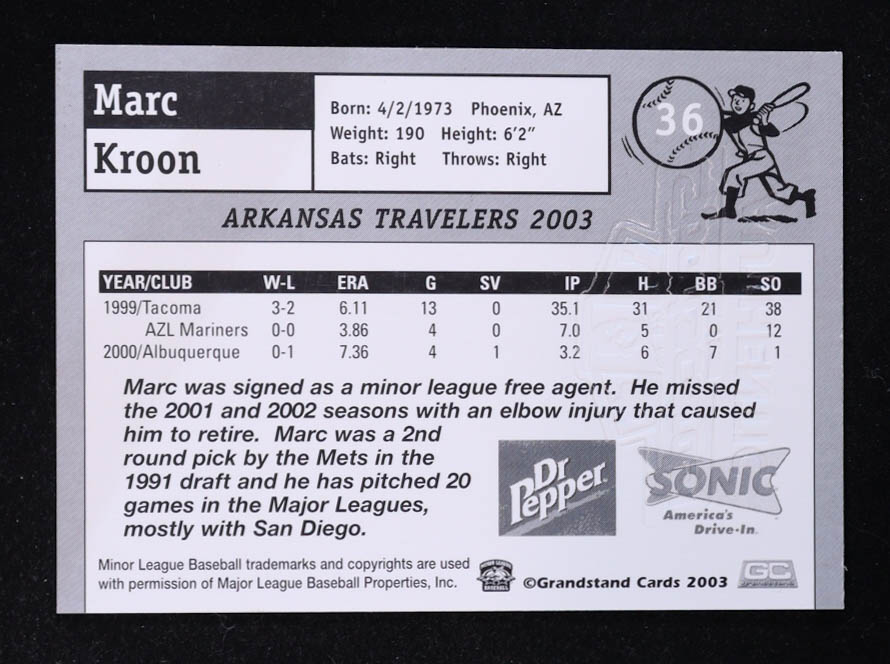 Marc
Kroon
Born: 4/2/1973 Phoenix, AZ
Weight: 190 Height: 6'2"
Bats: Right Throws: Right
36
ARKANSAS TRAVELERS 2003
YEAR/CLUB W-L ERA G SV IP H BB SO
1999/Tacoma 3-2 6.11 13 0 35.1 31 21 38
AZL Mariners 0-0 3.86 4 0 7.0 5 0 12
2000/Albuquerque 0-1 7.36 4 1 3.2 6 7 1
Marc was signed as a minor league free agent. He missed
the 2001 and 2002 seasons with an elbow injury that caused
him to retire. Marc was a 2nd
round pick by the Mets in the
1991 draft and he has pitched 20
games in the Major Leagues,
mostly with San Diego.
Dr
Pepper
SONIC
America's
Drive-In.
Minor League Baseball trademarks and copyrights are used
with permission of Major League Baseball Properties, Inc.
©Grandstand Cards 2003
GC